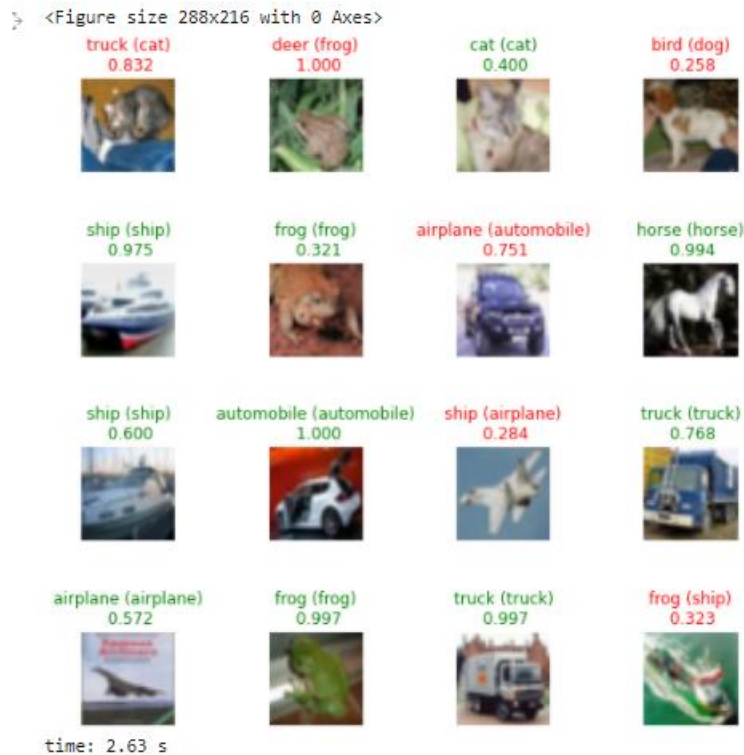 <Figure size 288x216 with 0 Axes>
truck (cat) deer (frog) cat (cat) bird (dog)
0.832 1.000 0.400 0.258
ship (ship) frog (frog) airplane (automobile) horse (horse)
0.975 0.321 0.751 0.994
ship (ship) automobile (automobile) ship (airplane) truck (truck)
0.600 1.000 0.284 0.768
airplane (airplane) frog (frog) truck (truck) frog (ship)
0.572 0.997 0.997 0.323
time: 2.63 s